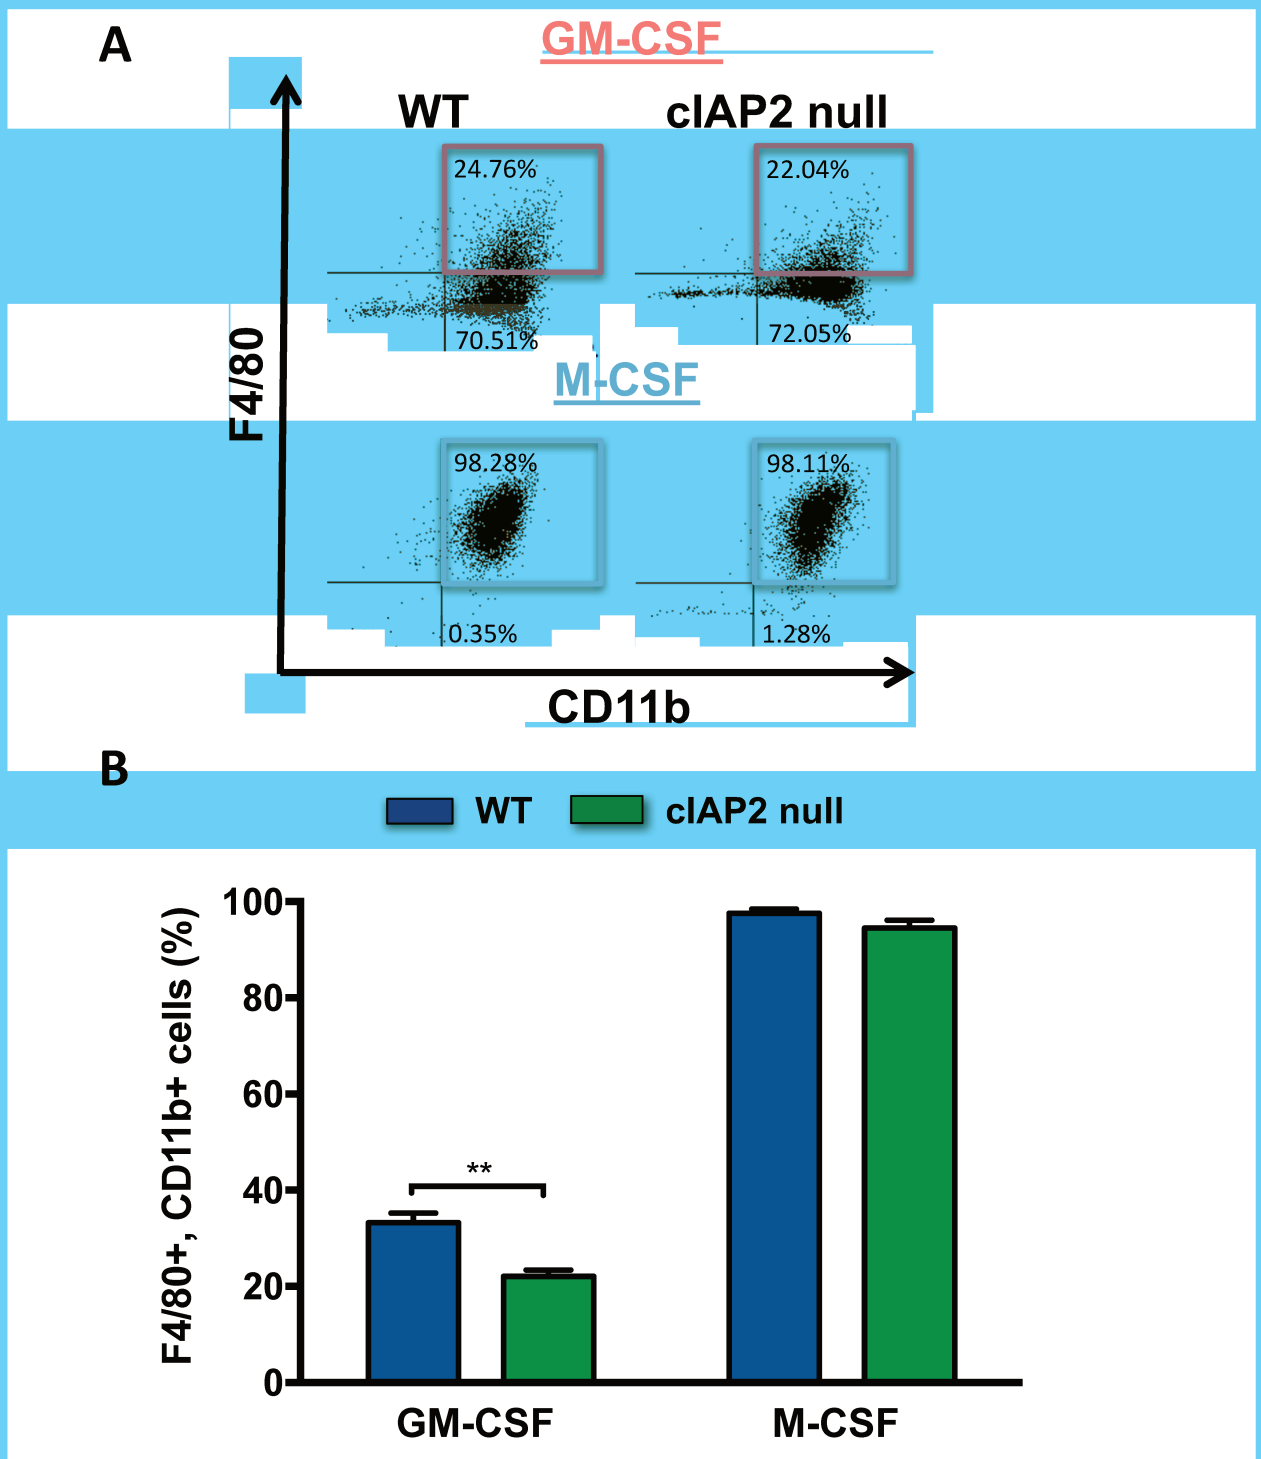 A
GM-CSF
WT
cIAP2 null
24.76%
22.04%
70.51%
72.05%
F4/80
M-CSF
98.28%
98.11%
0.35%
1.28%
CD11b
B
WT
cIAP2 null
F4/80+, CD11b+ cells (%)
100
80
60
40
20
0
**
GM-CSF
M-CSF